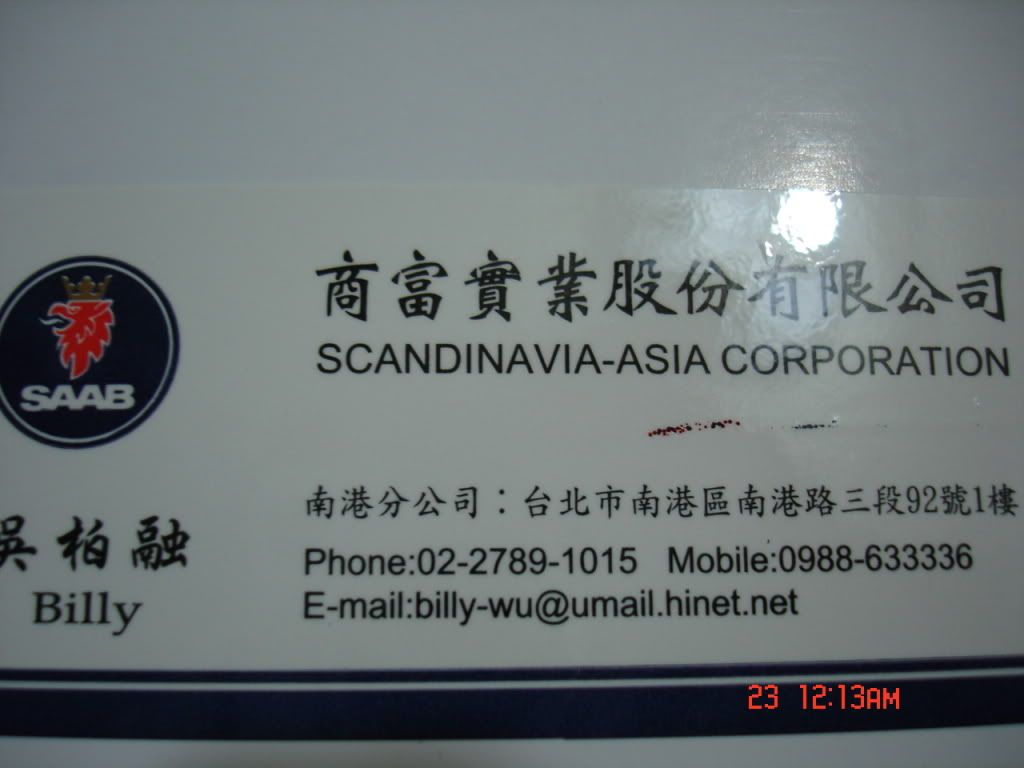 SAAB
商富實業股份有限公司
SCANDINAVIA-ASIA CORPORATION
南港分公司：台北市南港區南港路三段92號1樓
吳柏融
Phone:02-2789-1015 Mobile:0988-633336
Billy
E-mail:billy-wu@umail.hinet.net
23 12:13AM